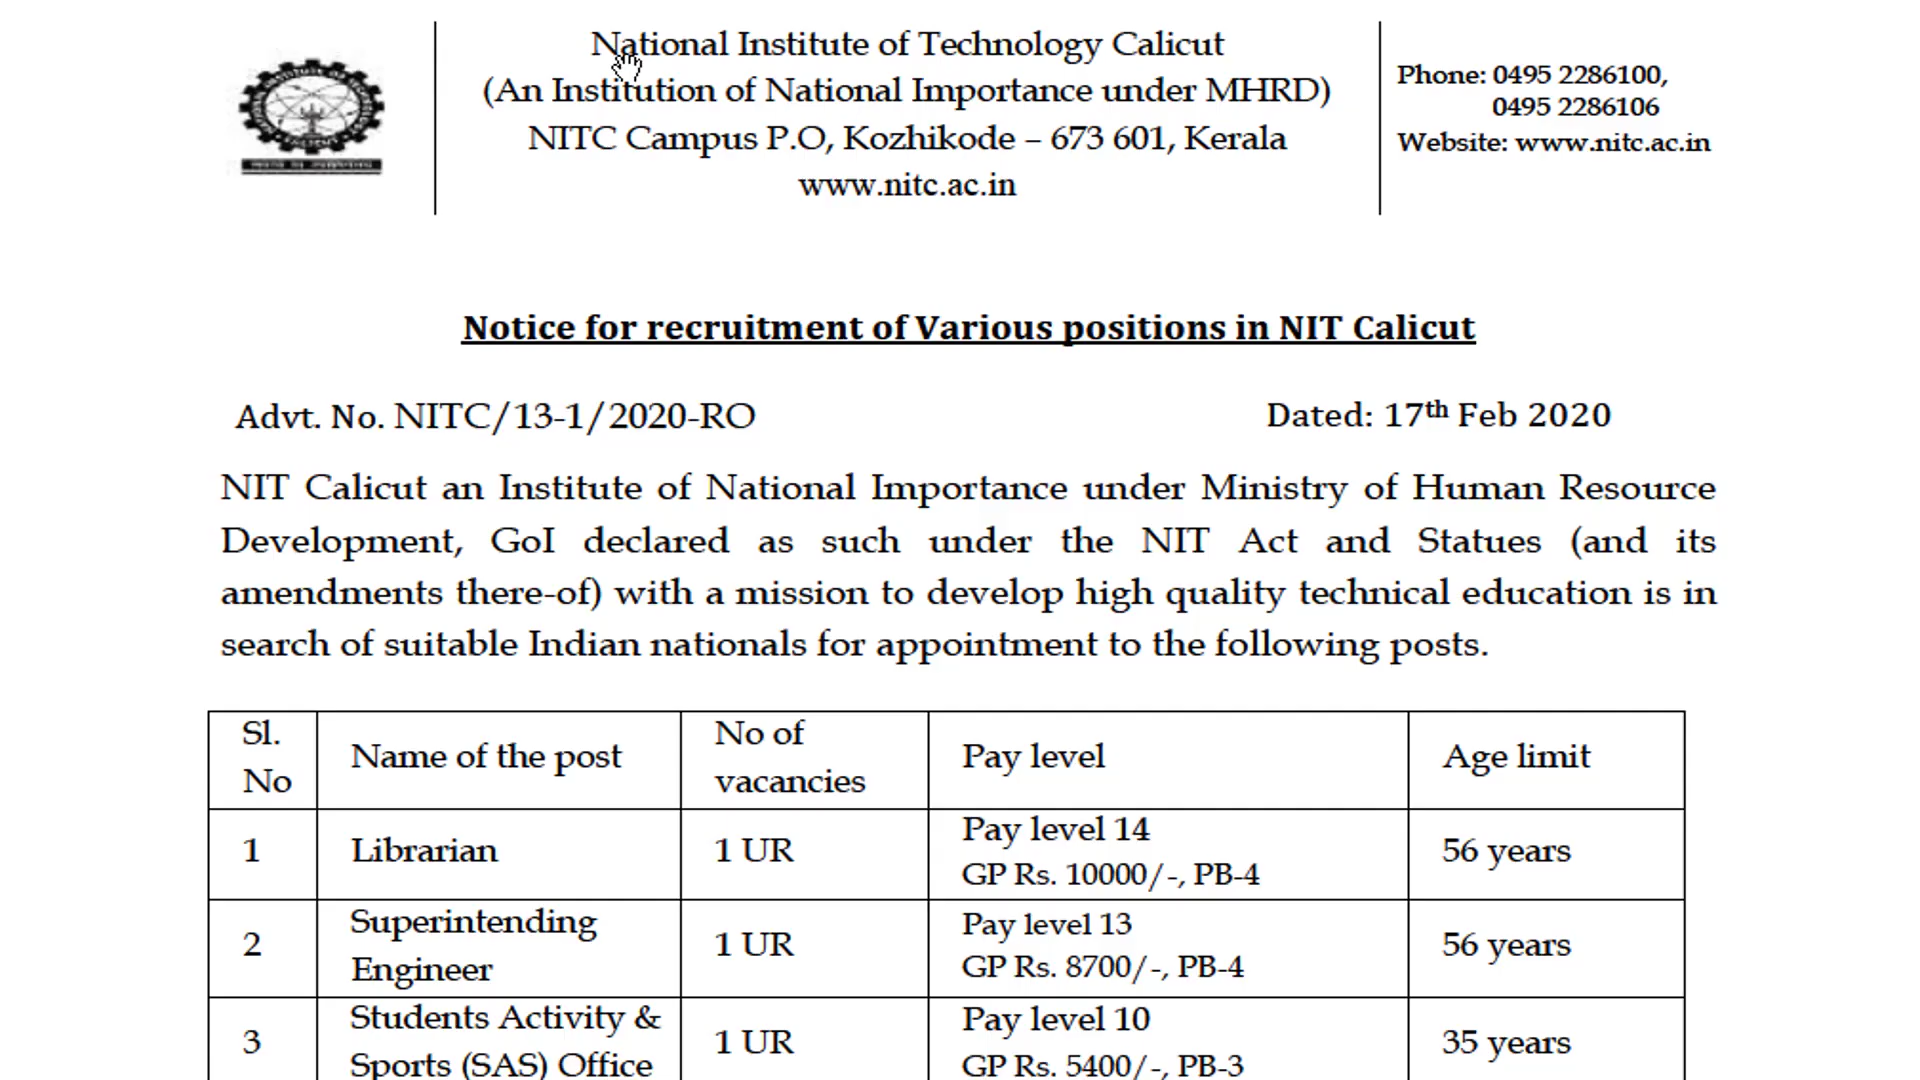 National Institute of Technology Calicut
(An Institution of National Importance under MHRD)
NITC Campus P.O, Kozhikode – 673 601, Kerala
www.nitc.ac.in
Phone: 0495 2286100,
0495 2286106
Website: www.nitc.ac.in
Notice for recruitment of Various positions in NIT Calicut
Advt. No. NITC/13-1/2020-RO Dated: 17th Feb 2020
NIT Calicut an Institute of National Importance under Ministry of Human Resource
Development, GoI declared as such under the NIT Act and Statues (and its
amendments there-of) with a mission to develop high quality technical education is in
search of suitable Indian nationals for appointment to the following posts.
Sl. No Name of the post No of vacancies Pay level Age limit
1 Librarian 1 UR Pay level 14 GP Rs. 10000/-, PB-4 56 years
2 Superintending Engineer 1 UR Pay level 13 GP Rs. 8700/-, PB-4 56 years
3 Students Activity & Sports (SAS) Office 1 UR Pay level 10 GP Rs. 5400/-, PB-3 35 years